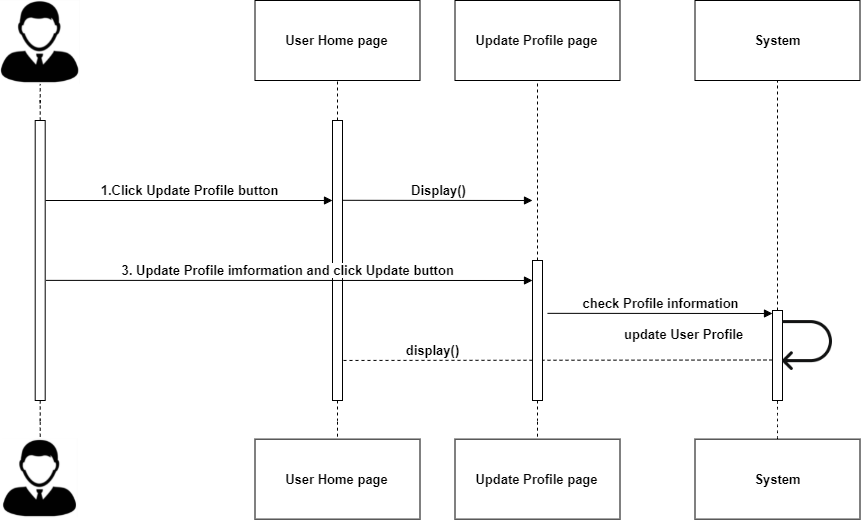 User Home page
Update Profile page
System
1.Click Update Profile button
Display()
3. Update Profile imformation and click Update button
check Profile information
update User Profile
display()
User Home page
Update Profile page
System